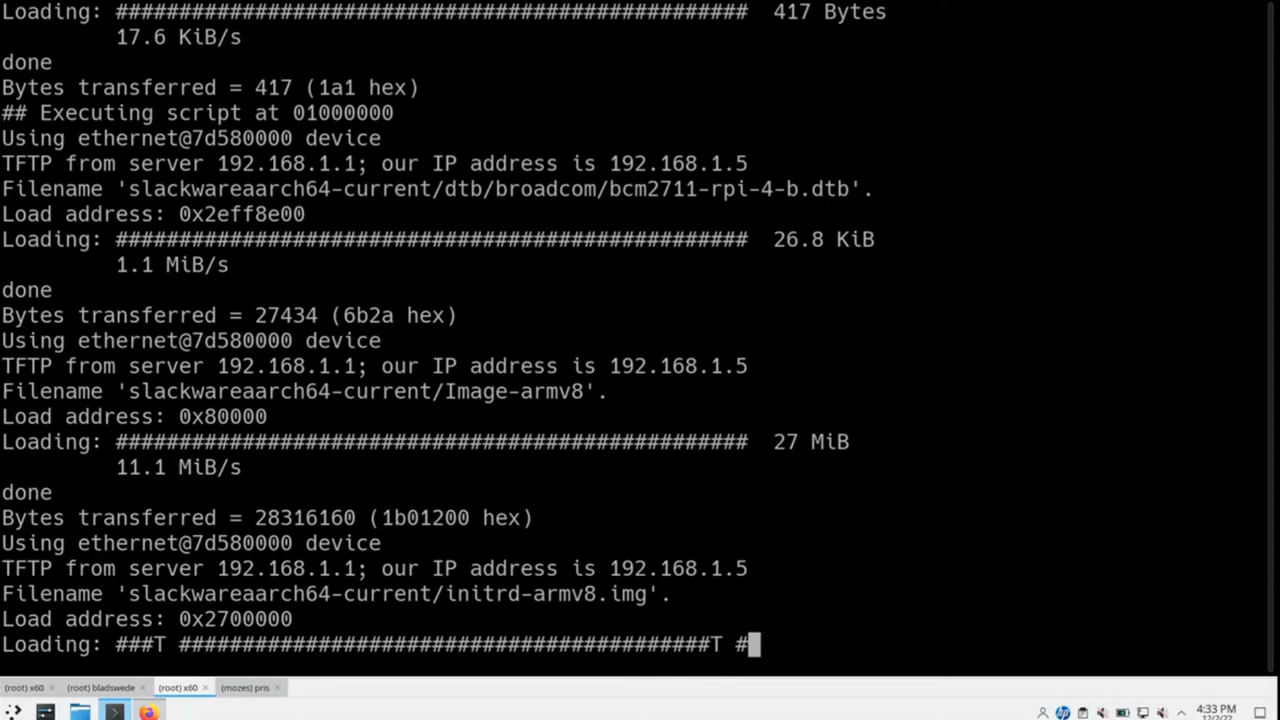 Loading: ################################################## 417 Bytes
17.6 KiB/s
done
Bytes transferred = 417 (1a1 hex)
## Executing script at 01000000
Using ethernet@7d580000 device
TFTP from server 192.168.1.1; our IP address is 192.168.1.5
Filename 'slackwareaarch64-current/dtb/broadcom/bcm2711-rpi-4-b.dtb'.
Load address: 0x2eff8e00
Loading: ################################################## 26.8 KiB
1.1 MiB/s
done
Bytes transferred = 27434 (6b2a hex)
Using ethernet@7d580000 device
TFTP from server 192.168.1.1; our IP address is 192.168.1.5
Filename 'slackwareaarch64-current/Image-armv8'.
Load address: 0x80000
Loading: ################################################## 27 MiB
11.1 MiB/s
done
Bytes transferred = 28316160 (1b01200 hex)
Using ethernet@7d580000 device
TFTP from server 192.168.1.1; our IP address is 192.168.1.5
Filename 'slackwareaarch64-current/initrd-armv8.img'.
Load address: 0x2700000
Loading: ###T ##########################################T #
(root) x60 (root) bladswede (root) x60 (mozes) pris
4:33 PM
12/2/22